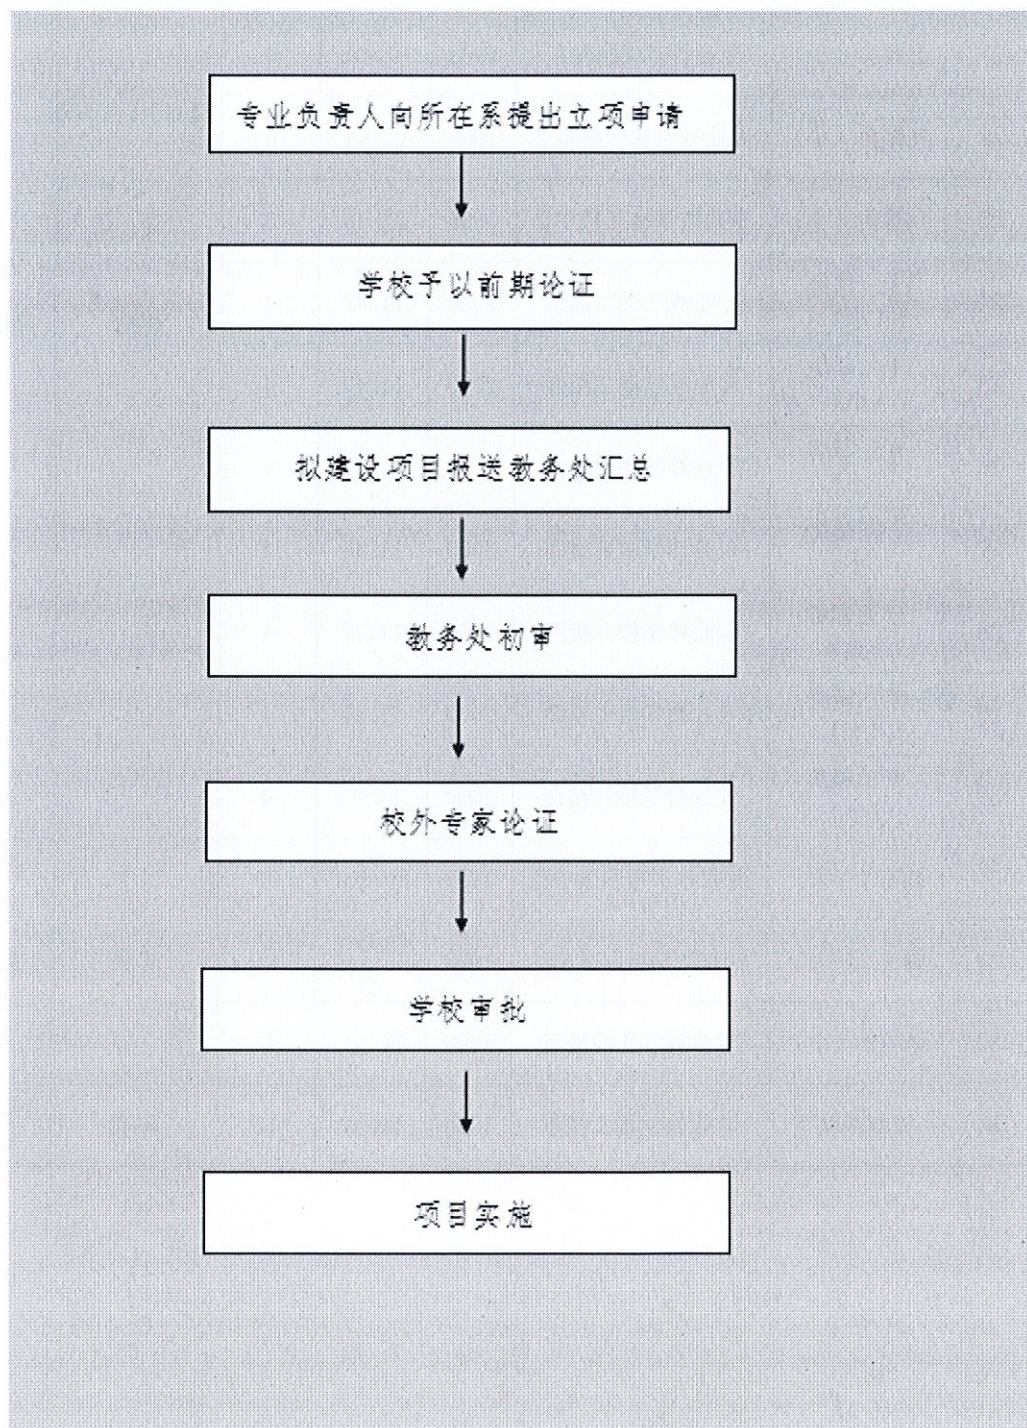 专业负责人向所在系提出立项申请
学校予以前期论证
拟建设项目报送教务处汇总
教务处初审
校外专家论证
学校审批
项目实施